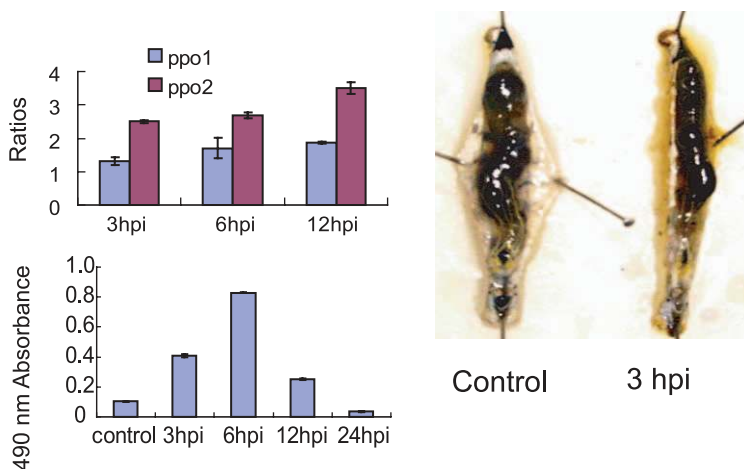 ppo1
ppo2
Ratios
4
3
2
1
0
3hpi 6hpi 12hpi
490 nm Absorbance
1.0
0.8
0.6
0.4
0.2
0
control 3hpi 6hpi 12hpi 24hpi
Control 3 hpi